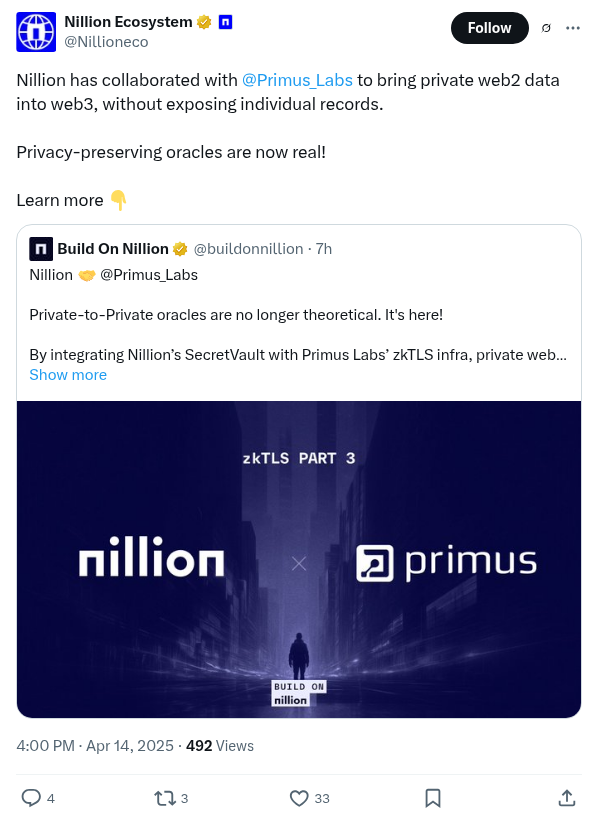 Nillion Ecosystem
Follow
@Nillioneco
Nillion has collaborated with @Primus_Labs to bring private web2 data
into web3, without exposing individual records.
Privacy-preserving oracles are now real!
Learn more 👇
Build On Nillion @buildonnillion · 7h
Nillion 🤝 @Primus_Labs
Private-to-Private oracles are no longer theoretical. It's here!
By integrating Nillion’s SecretVault with Primus Labs’ zkTLS infra, private web...
Show more
zkTLS PART 3
nillion × primus
BUILD ON
nillion
4:00 PM · Apr 14, 2025 · 492 Views
4 3 33